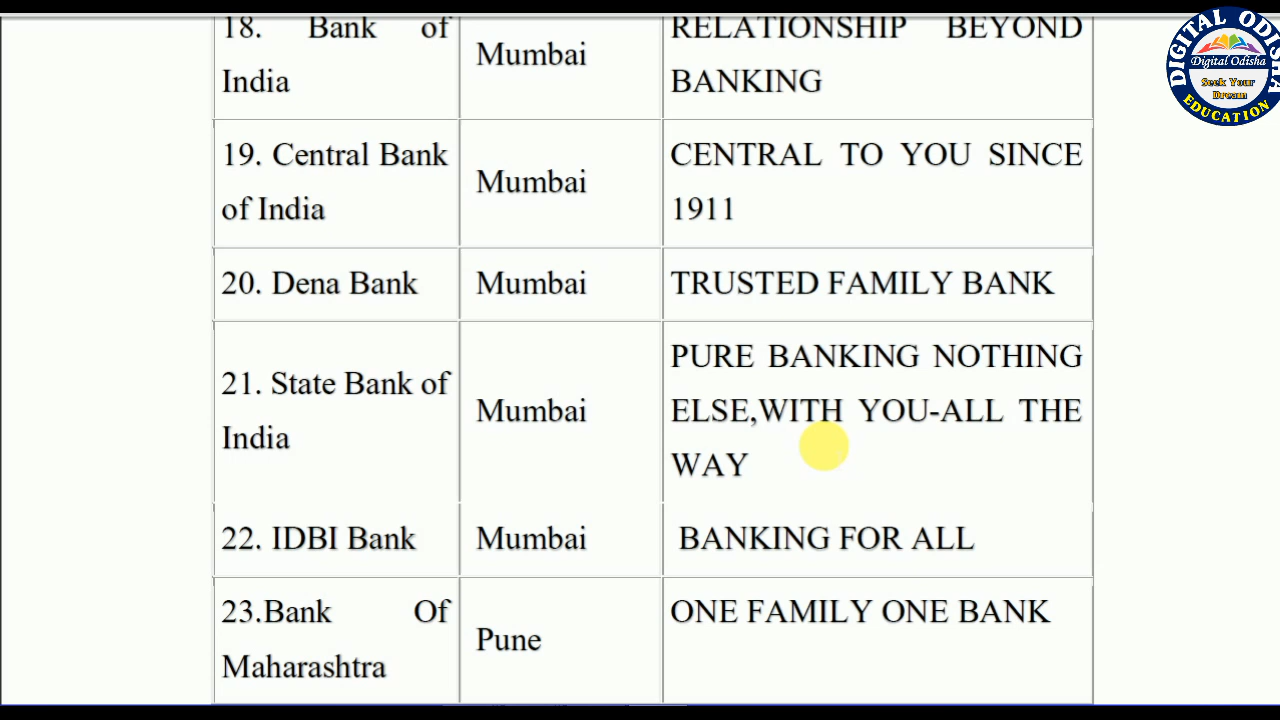 18. Bank of
India
Mumbai
RELATIONSHIP BEYOND
BANKING
19. Central Bank
of India
Mumbai
CENTRAL TO YOU SINCE
1911
20. Dena Bank
Mumbai
TRUSTED FAMILY BANK
21. State Bank of
India
Mumbai
PURE BANKING NOTHING
ELSE,WITH YOU-ALL THE
WAY
22. IDBI Bank
Mumbai
BANKING FOR ALL
23.Bank Of
Maharashtra
Pune
ONE FAMILY ONE BANK
DIGITAL ODISHA
Digital Odisha
Seek Your
Dream
EDUCATION